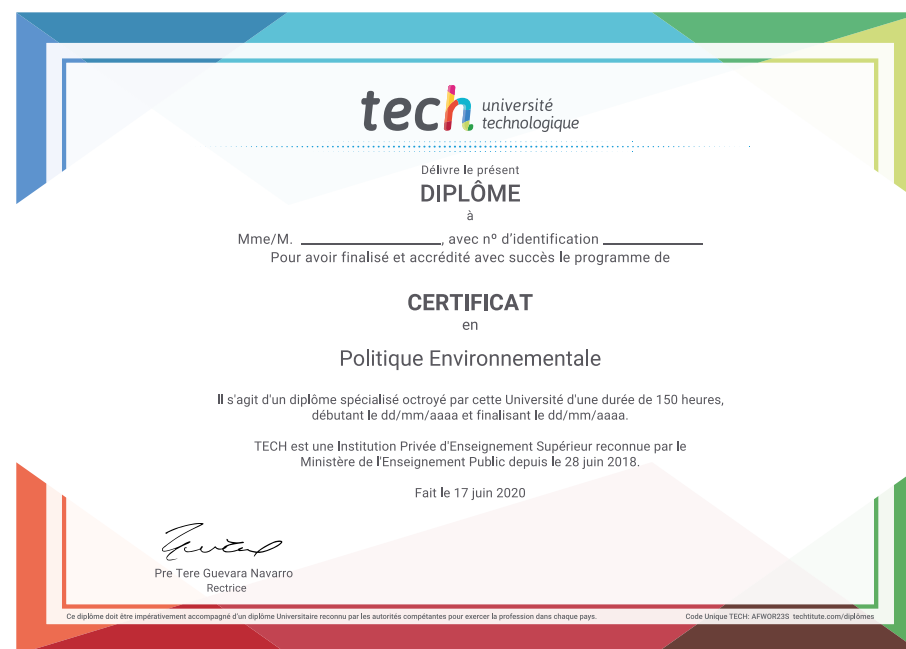 tech université
technologique
Délivre le présent
DIPLÔME
à
Mme/M. ____________________, avec nº d'identification ______________
Pour avoir finalisé et accrédité avec succès le programme de
CERTIFICAT
en
Politique Environnementale
Il s'agit d'un diplôme spécialisé octroyé par cette Université d'une durée de 150 heures,
débutant le dd/mm/aaaa et finalisant le dd/mm/aaaa.
TECH est une Institution Privée d'Enseignement Supérieur reconnue par le
Ministère de l'Enseignement Public depuis le 28 juin 2018.
Fait le 17 juin 2020
Pre Tere Guevara Navarro
Rectrice
Ce diplôme doit être impérativement accompagné d'un diplôme Universitaire reconnu par les autorités compétantes pour exercer la profession dans chaque pays.
Code Unique TECH: AFWOR23S techtitute.com/diplômes